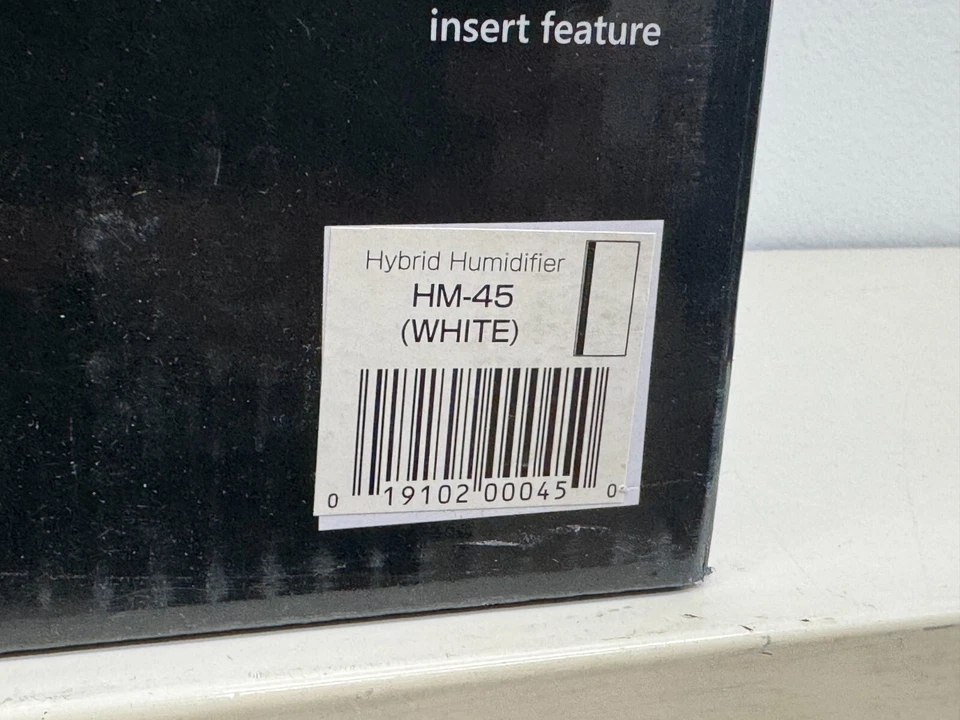 insert feature
Hybrid Humidifier
HM-45
(WHITE)
0 19102 00045 0